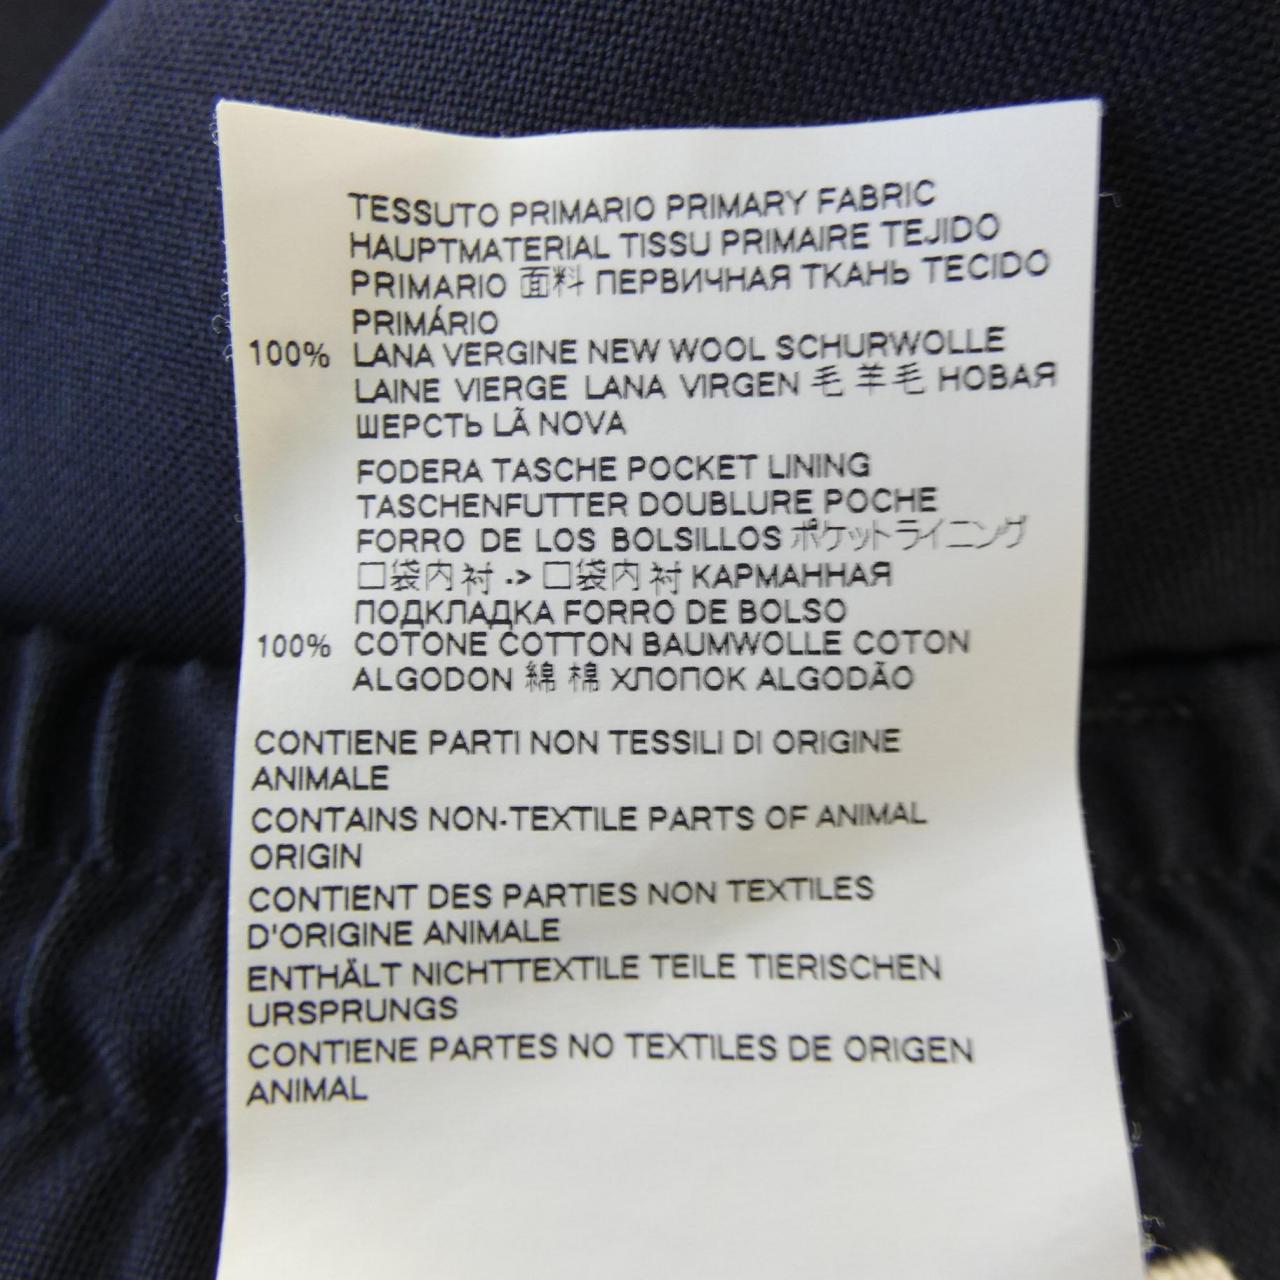 TESSUTO PRIMARIO PRIMARY FABRIC
HAUPTMATERIAL TISSU PRIMAIRE TEJIDO
PRIMARIO 面料 ПЕРВИЧНАЯ ТКАНЬ TECIDO
PRIMÁRIO
100% LANA VERGINE NEW WOOL SCHURWOLLE
LAINE VIERGE LANA VIRGEN 毛 羊毛 НОВАЯ
ШЕРСТЬ LÃ NOVA
FODERA TASCHE POCKET LINING
TASCHENFUTTER DOUBLURE POCHE
FORRO DE LOS BOLSILLOS ポケットライニング
口袋内衬 -> 口袋内衬 КАРМАННАЯ
ПОДКЛАДКА FORRO DE BOLSO
100% COTONE COTTON BAUMWOLLE COTON
ALGODON 綿 棉 ХЛОПОК ALGODÃO
CONTIENE PARTI NON TESSILI DI ORIGINE
ANIMALE
CONTAINS NON-TEXTILE PARTS OF ANIMAL
ORIGIN
CONTIENT DES PARTIES NON TEXTILES
D'ORIGINE ANIMALE
ENTHÄLT NICHTTEXTILE TEILE TIERISCHEN
URSPRUNGS
CONTIENE PARTES NO TEXTILES DE ORIGEN
ANIMAL